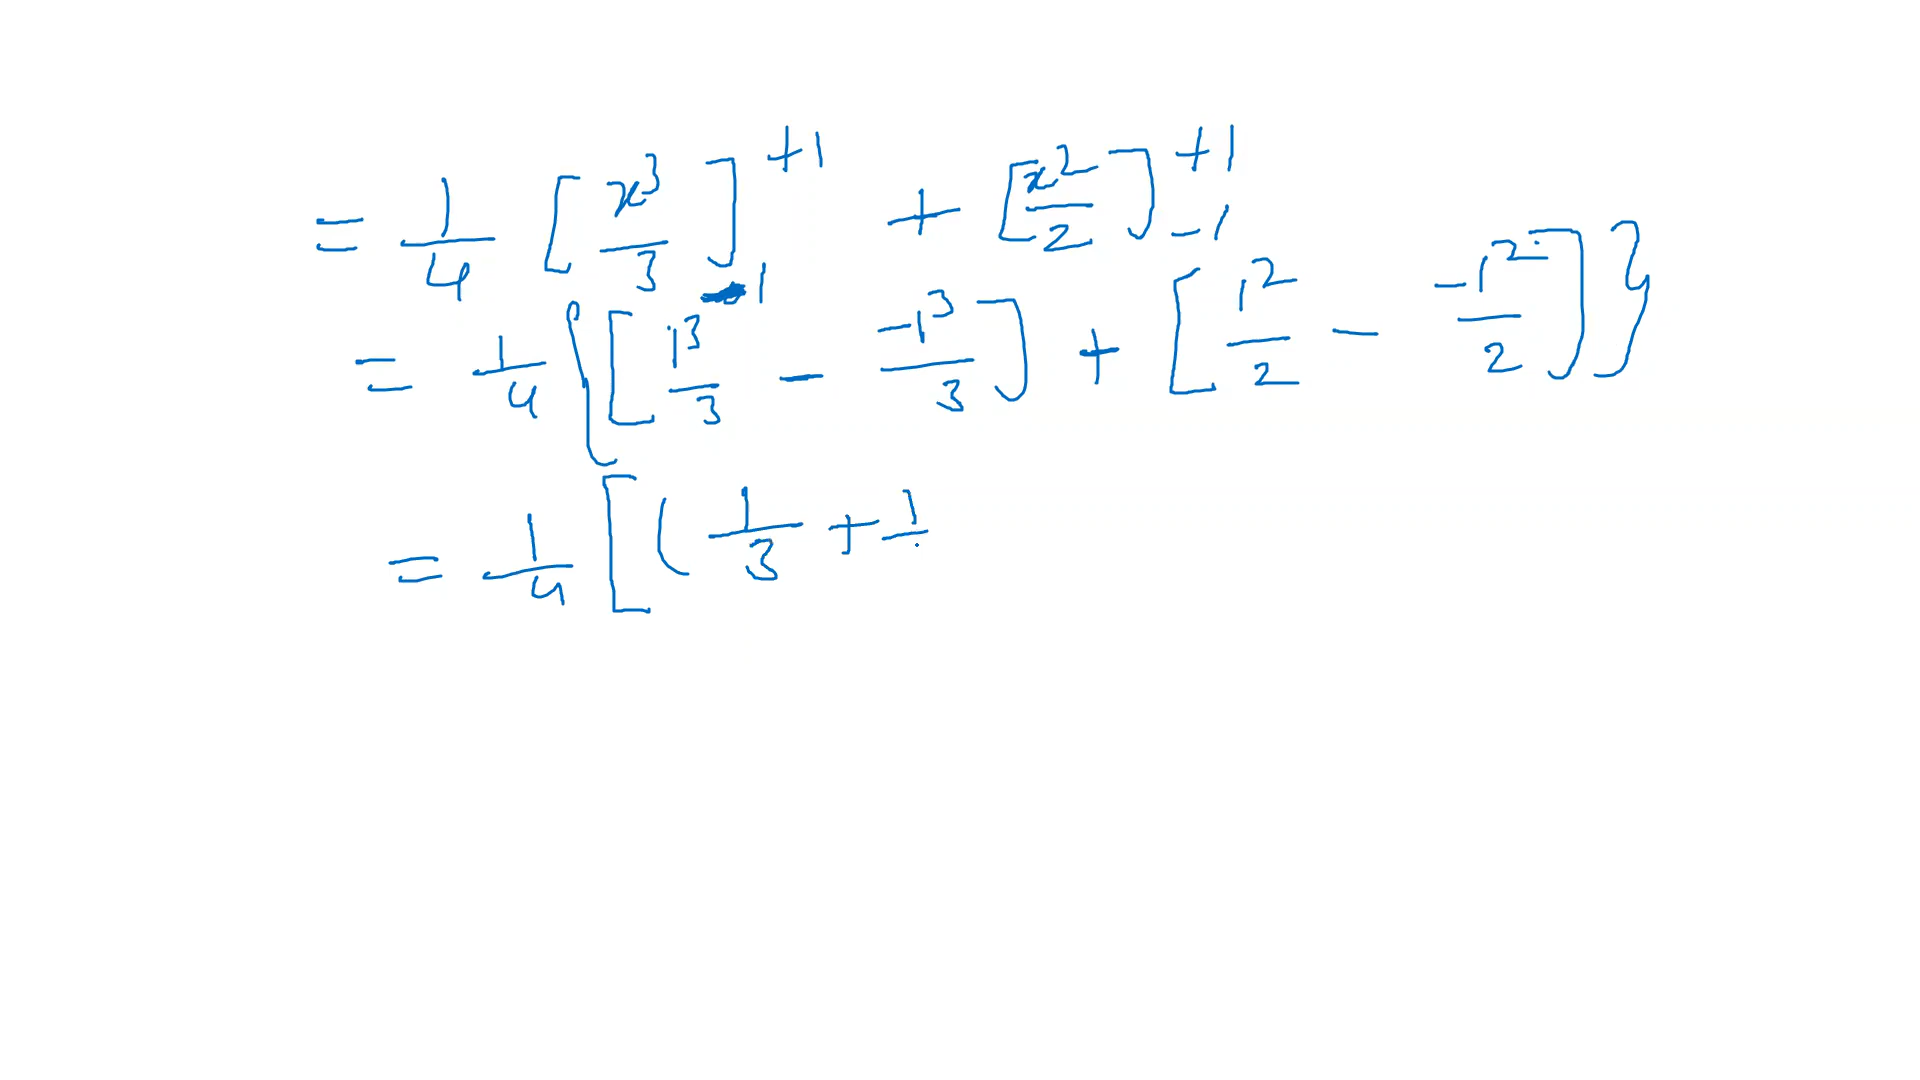 = 1/4 [x³/3]₋₁⁺¹ + [x²/2]₋₁⁺¹
= 1/4 {[1³/3 - -1³/3] + [1²/2 - -1²/2]}
= 1/4 [(1/3 + 1/